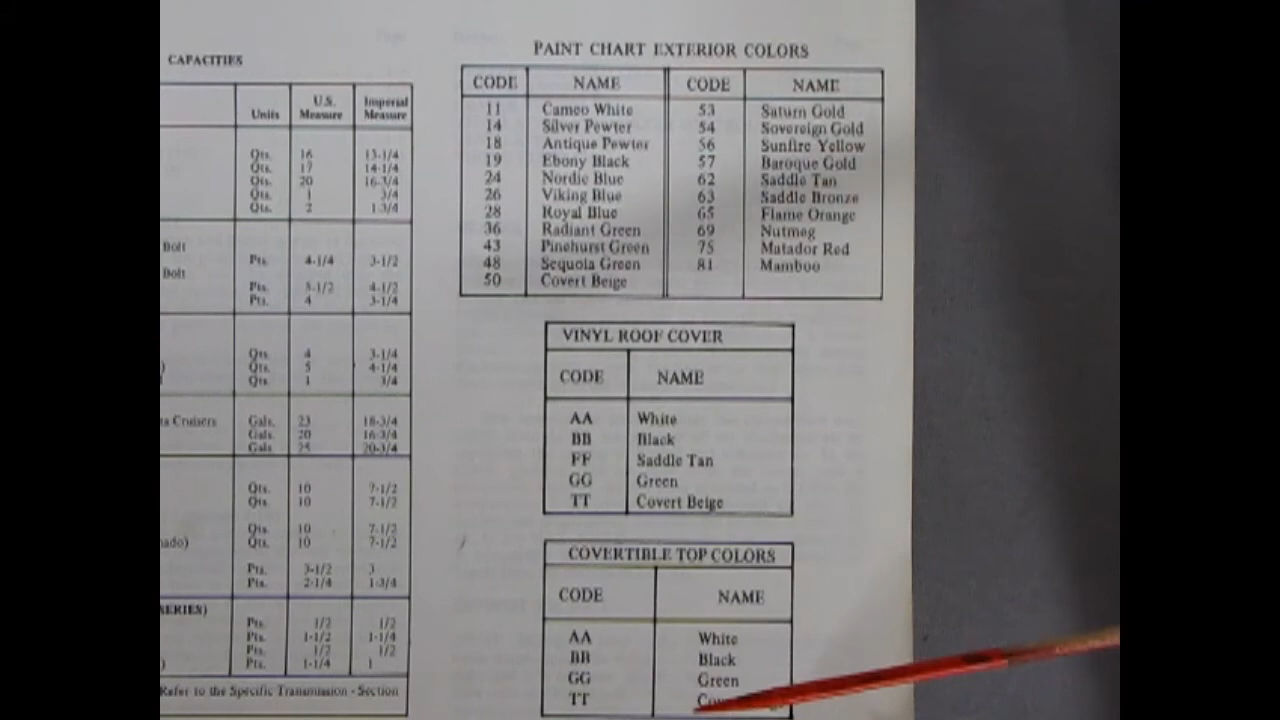 CAPACITIES
Units U.S. Measure Imperial Measure
Qts. 16 13-1/4
Qts. 17 14-1/4
Qts. 20 16-3/4
Qts. 1 3/4
Qts. 2 1-3/4
Bolt
Pts. 4-1/4 3-1/2
Bolt
Pts. 5-1/2 4-1/2
Pts. 4 3-1/4
Qts. 4 3-1/4
Qts. 5 4-1/4
Qts. 1 3/4
Cruisers Gals. 23
Gals. 20 16-3/4
Gals. 25 20-3/4
Qts. 10 7-1/2
Qts. 10 7-1/2
Qts. 10 7-1/2
Qts. 10 7-1/2
Pts. 3-1/2 3
Pts. 2-1/4 1-3/4
SERIES)
Pts. 1/2 1/2
Pts. 1-1/2 1-1/4
Pts. 1/2 1/2
Pts. 1-1/4 1
Refer to the Specific Transmission - Section
PAINT CHART EXTERIOR COLORS
CODE NAME CODE NAME
11 Cameo White 53 Saturn Gold
14 Silver Pewter 54 Sovereign Gold
18 Antique Pewter 56 Sunfire Yellow
19 Ebony Black 57 Baroque Gold
24 Nordic Blue 62 Saddle Tan
26 Viking Blue 63 Saddle Bronze
28 Royal Blue 65 Flame Orange
36 Radiant Green 69 Nutmeg
43 Pinehurst Green 75 Matador Red
48 Sequoia Green 81 Mamboo
50 Covert Beige
VINYL ROOF COVER
CODE NAME
AA White
BB Black
FF Saddle Tan
GG Green
TT Covert Beige
COVERTIBLE TOP COLORS
CODE NAME
AA White
BB Black
GG Green
TT